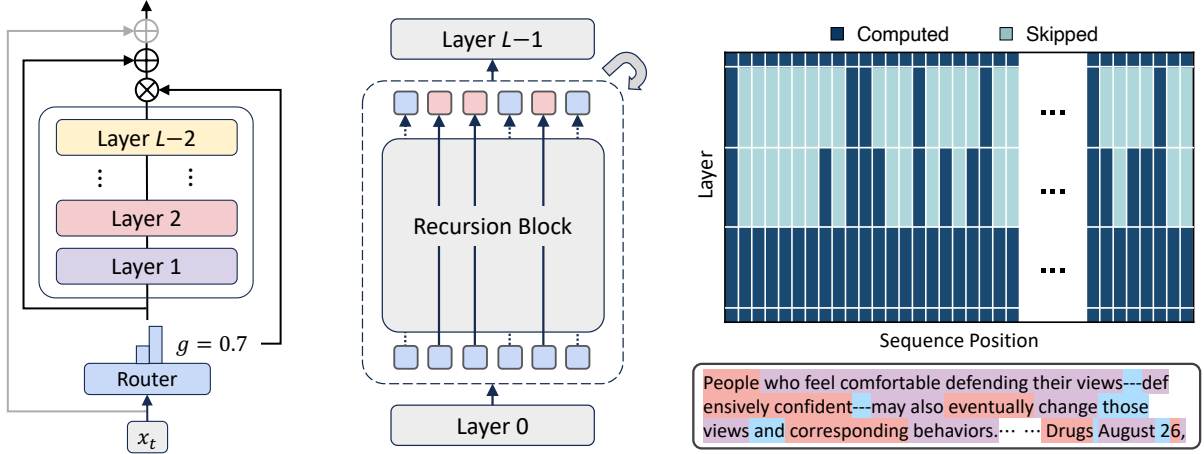 Layer L−2
⋮ ⋮
Layer 2
Layer 1
g = 0.7
Router
x_t
Layer L−1
Recursion Block
Layer 0
Computed Skipped
Layer
...
...
...
Sequence Position
People who feel comfortable defending their views---def
ensively confident---may also eventually change those
views and corresponding behaviors.··· ··· Drugs August 26,